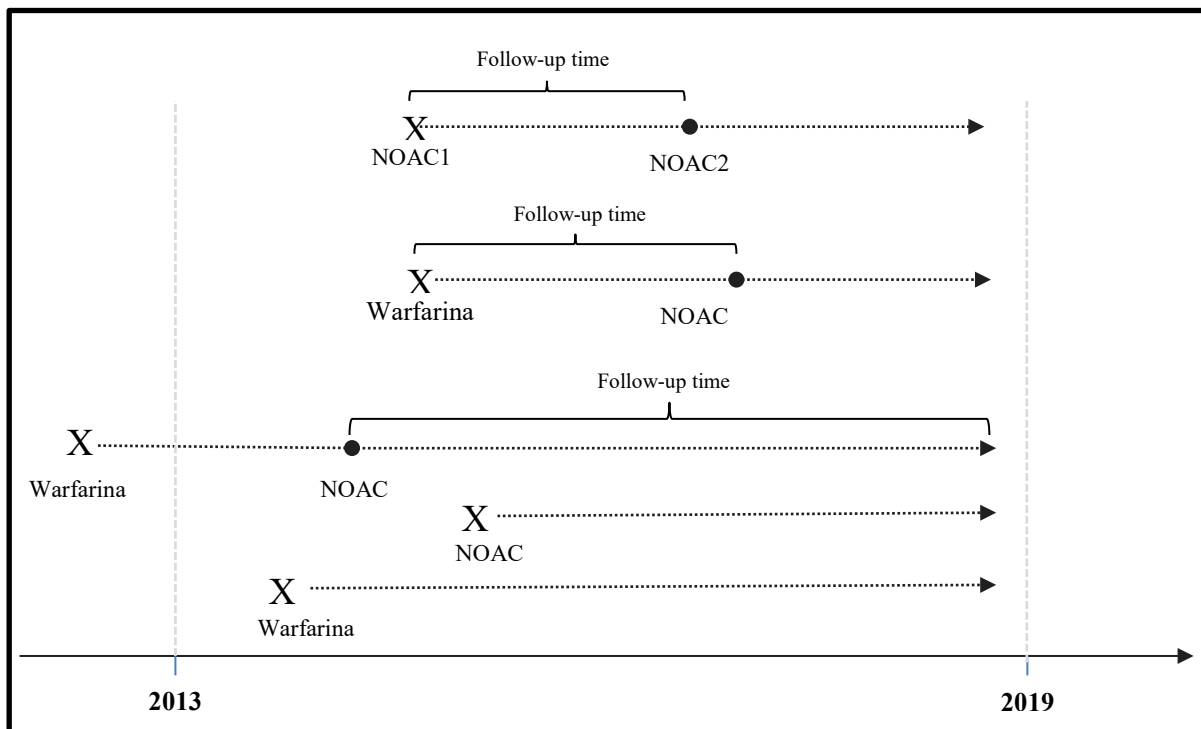 Follow-up time
X
NOAC1
NOAC2
Follow-up time
X
Warfarina
NOAC
Follow-up time
X
Warfarina
NOAC
X
NOAC
X
Warfarina
2013
2019